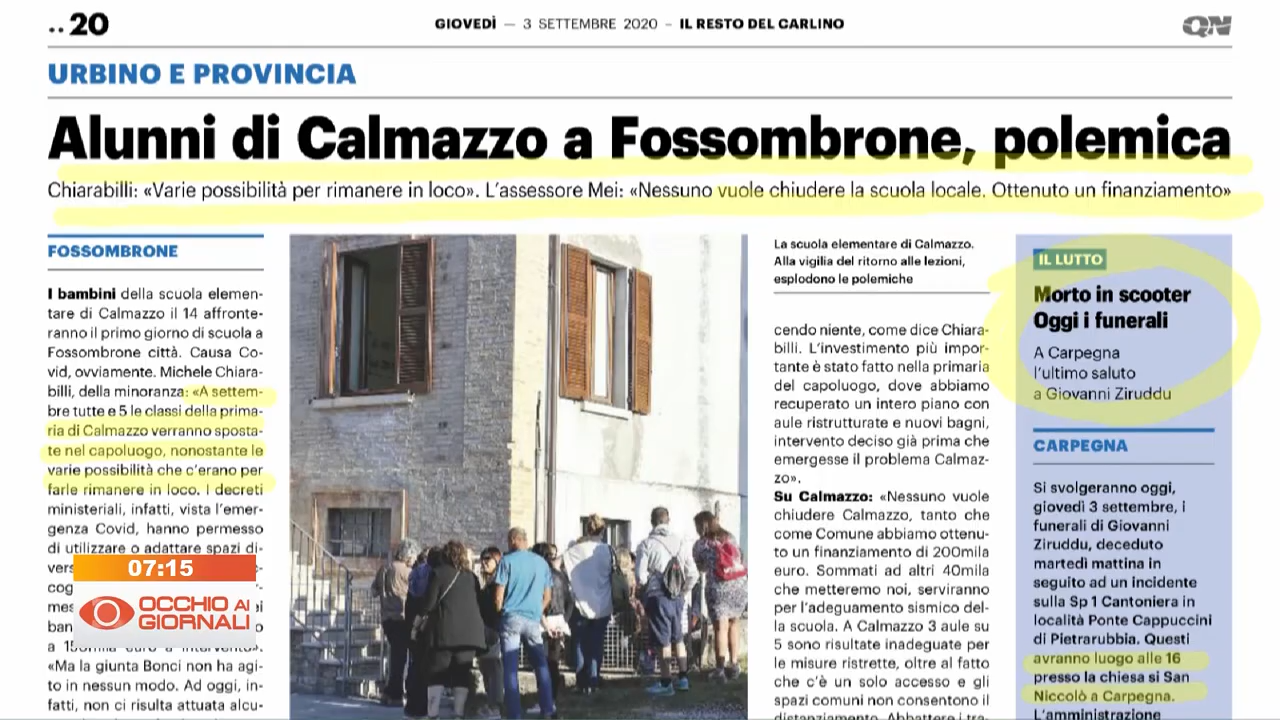 ..20
GIOVEDÌ — 3 SETTEMBRE 2020 – IL RESTO DEL CARLINO
QN
URBINO E PROVINCIA
Alunni di Calmazzo a Fossombrone, polemica
Chiarabilli: «Varie possibilità per rimanere in loco». L'assessore Mei: «Nessuno vuole chiudere la scuola locale. Ottenuto un finanziamento»
FOSSOMBRONE
I bambini della scuola elemen-
tare di Calmazzo il 14 affronte-
ranno il primo giorno di scuola a
Fossombrone città. Causa Co-
vid, ovviamente. Michele Chiara-
billi, della minoranza: «A settem-
bre tutte e 5 le classi della prima-
ria di Calmazzo verranno sposta-
te nel capoluogo, nonostante le
varie possibilità che c'erano per
farle rimanere in loco. I decreti
ministeriali, infatti, vista l'emer-
genza Covid, hanno permesso
di utilizzare o adattare spazi di-
vers
cog
mes
ban
a
«Ma la giunta Bonci non ha agi-
to in nessun modo. Ad oggi, in-
fatti, non ci risulta attuata alcu-
07:15
OCCHIO AI
GIORNALI
La scuola elementare di Calmazzo.
Alla vigilia del ritorno alle lezioni,
esplodono le polemiche
cendo niente, come dice Chiara-
billi. L'investimento più impor-
tante è stato fatto nella primaria
del capoluogo, dove abbiamo
recuperato un intero piano con
aule ristrutturate e nuovi bagni,
intervento deciso già prima che
emergesse il problema Calmaz-
zo».
Su Calmazzo: «Nessuno vuole
chiudere Calmazzo, tanto che
come Comune abbiamo ottenu-
to un finanziamento di 200mila
euro. Sommati ad altri 40mila
che metteremo noi, serviranno
per l'adeguamento sismico del-
la scuola. A Calmazzo 3 aule su
5 sono risultate inadeguate per
le misure ristrette, oltre al fatto
che c'è un solo accesso e gli
spazi comuni non consentono il
distanziamento. Abbattere i tra-
IL LUTTO
Morto in scooter
Oggi i funerali
A Carpegna
l'ultimo saluto
a Giovanni Ziruddu
CARPEGNA
Si svolgeranno oggi,
giovedì 3 settembre, i
funerali di Giovanni
Ziruddu, deceduto
martedì mattina in
seguito ad un incidente
sulla Sp 1 Cantoniera in
località Ponte Cappuccini
di Pietrarubbia. Questi
avranno luogo alle 16
presso la chiesa si San
Niccolò a Carpegna.
L'amministrazione